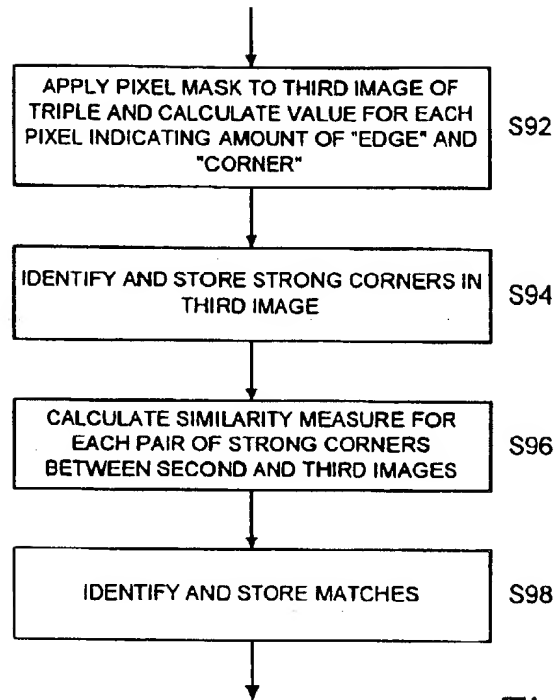 APPLY PIXEL MASK TO THIRD IMAGE OF
TRIPLE AND CALCULATE VALUE FOR EACH
PIXEL INDICATING AMOUNT OF "EDGE" AND
"CORNER"
S92
IDENTIFY AND STORE STRONG CORNERS IN
THIRD IMAGE
S94
CALCULATE SIMILARITY MEASURE FOR
EACH PAIR OF STRONG CORNERS
BETWEEN SECOND AND THIRD IMAGES
S96
IDENTIFY AND STORE MATCHES
S98